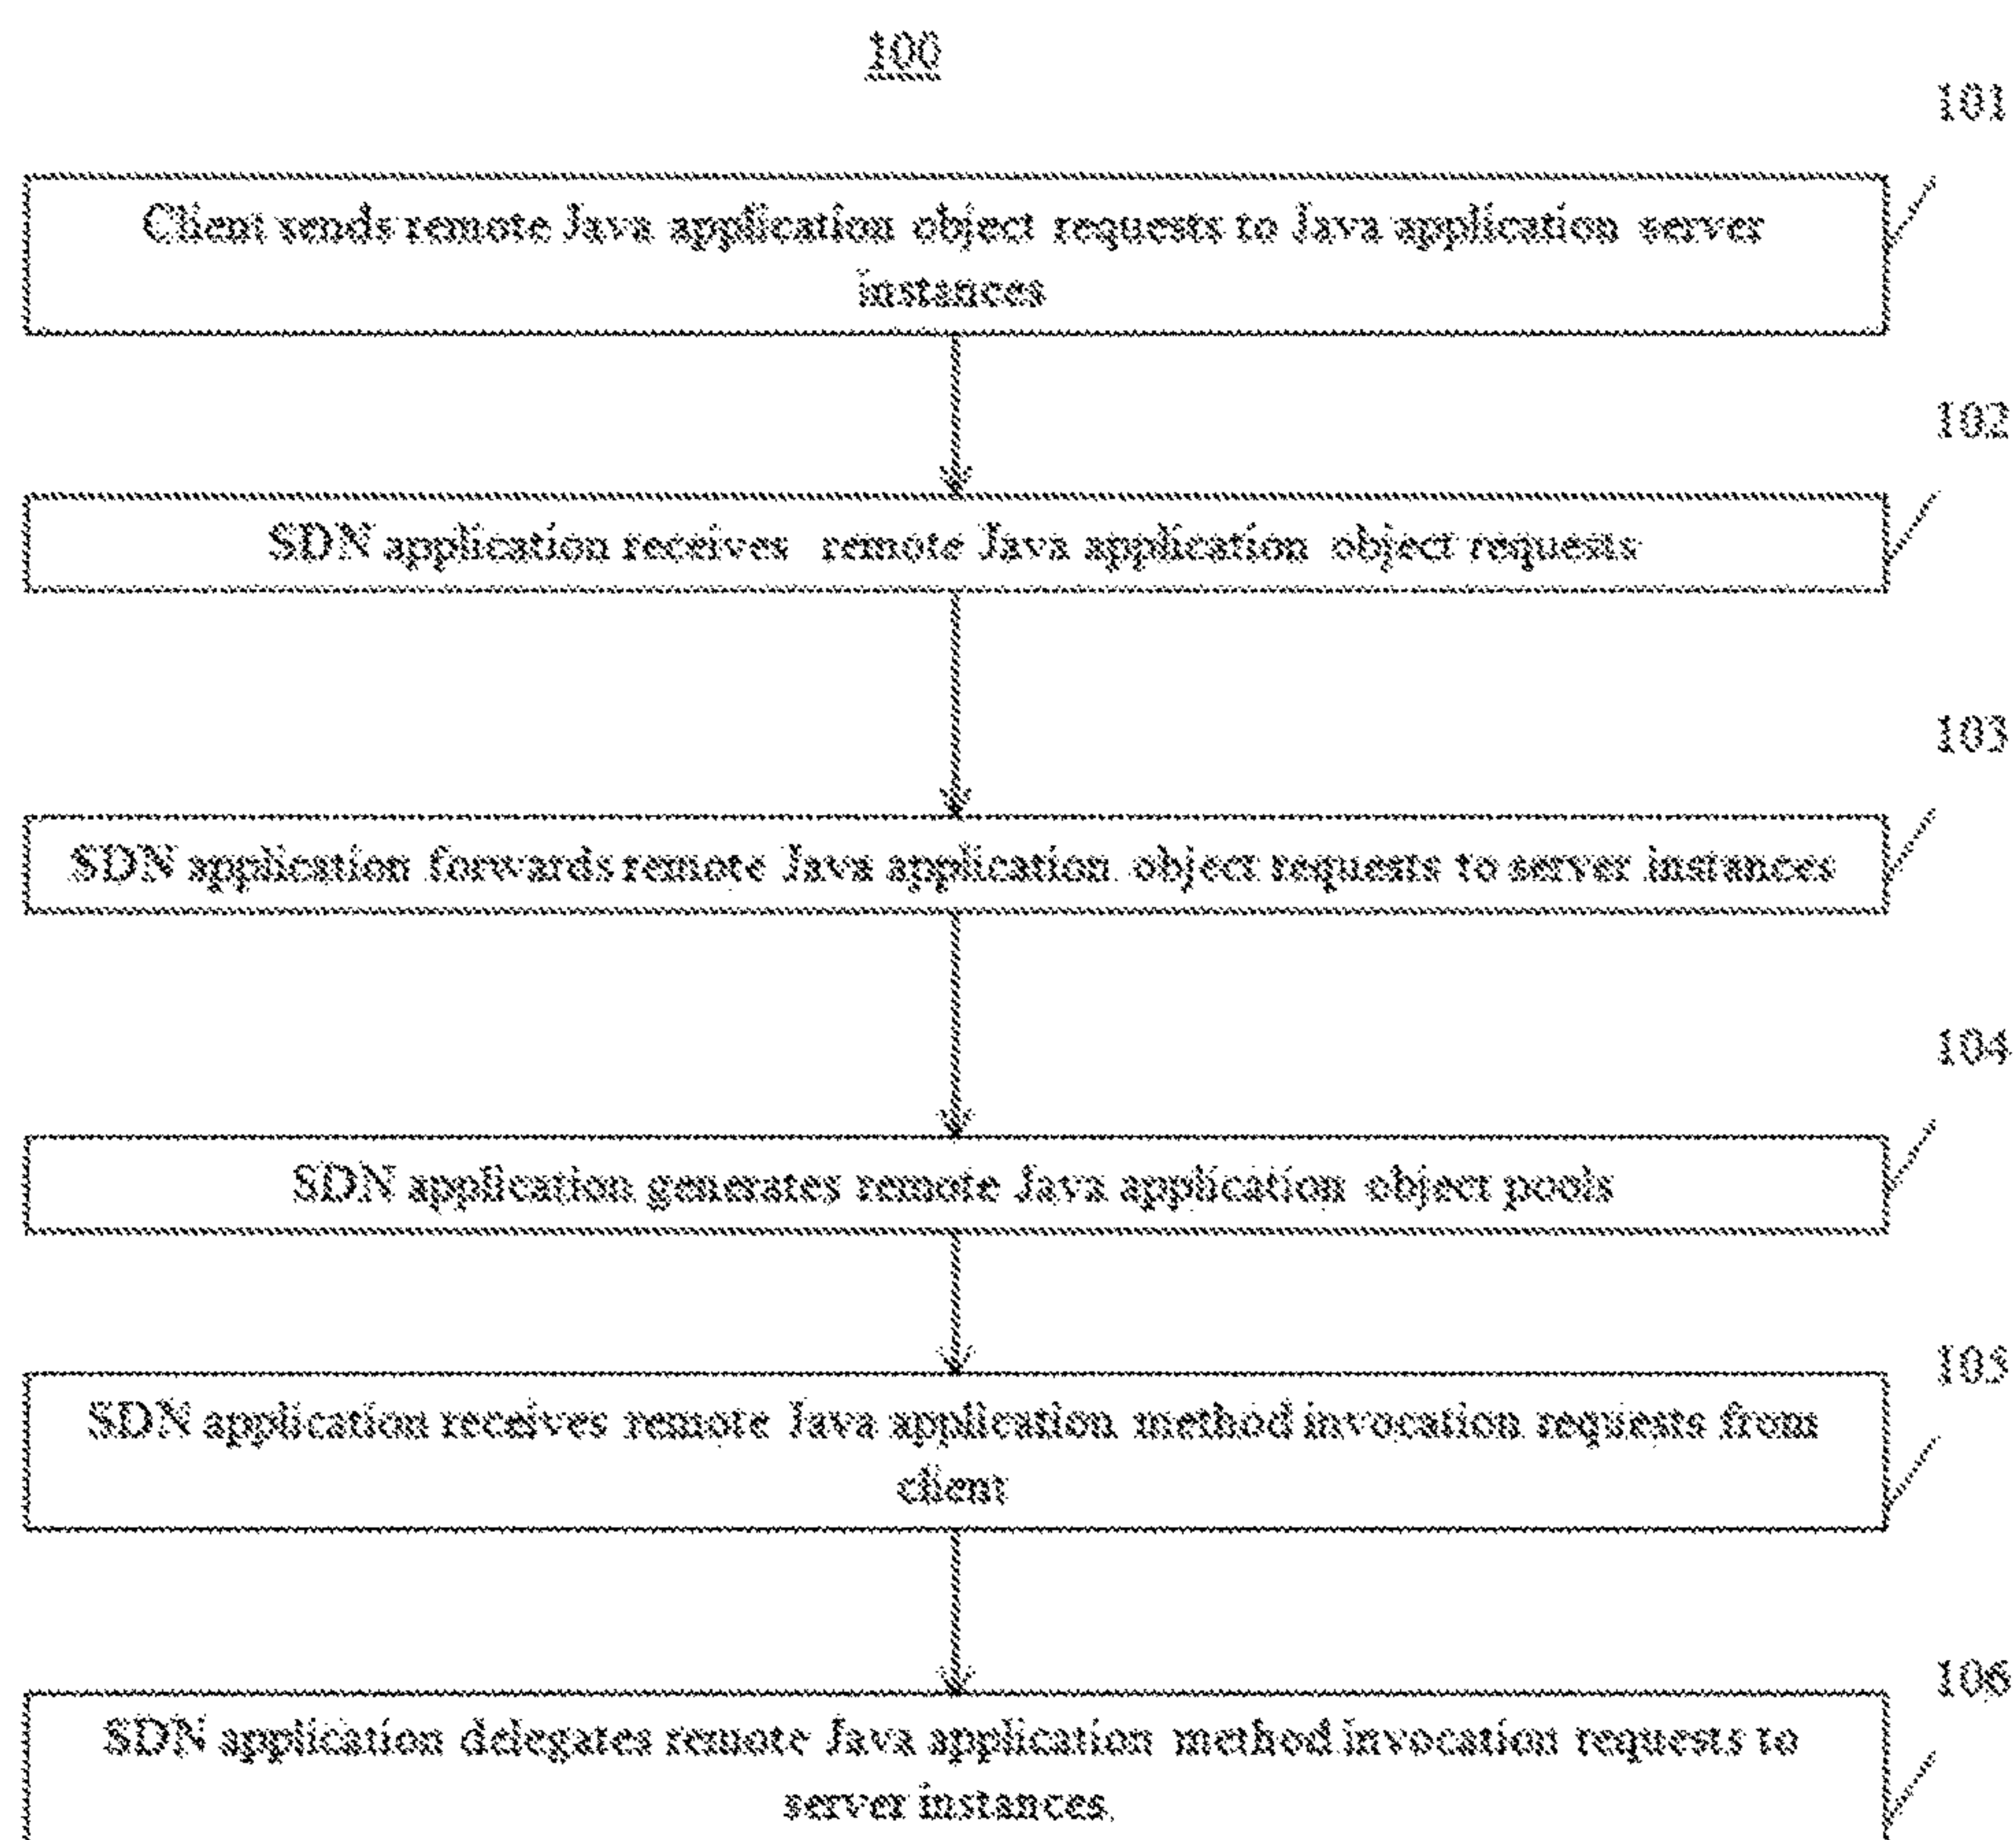 100
101
Client sends remote Java application object requests to Java application server
instances
102
SDN application receives remote Java application object requests
103
SDN application forwards remote Java application object requests to server instances
104
SDN application generates remote Java application object pools
105
SDN application receives remote Java application method invocation requests from
client
106
SDN application delegates remote Java application method invocation requests to
server instances